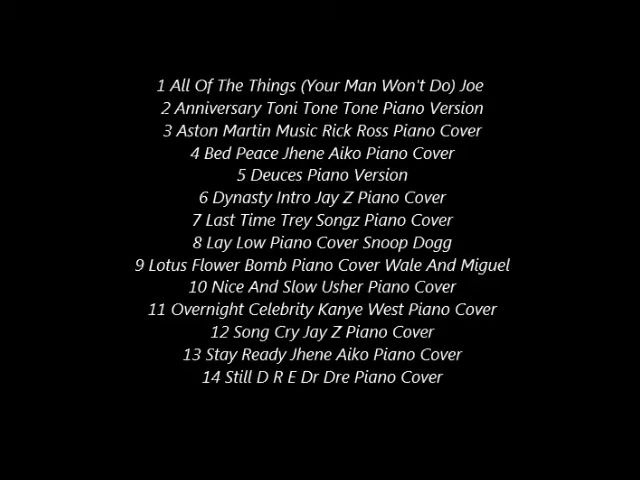 1 All Of The Things (Your Man Won't Do) Joe
2 Anniversary Toni Tone Tone Piano Version
3 Aston Martin Music Rick Ross Piano Cover
4 Bed Peace Jhene Aiko Piano Cover
5 Deuces Piano Version
6 Dynasty Intro Jay Z Piano Cover
7 Last Time Trey Songz Piano Cover
8 Lay Low Piano Cover Snoop Dogg
9 Lotus Flower Bomb Piano Cover Wale And Miguel
10 Nice And Slow Usher Piano Cover
11 Overnight Celebrity Kanye West Piano Cover
12 Song Cry Jay Z Piano Cover
13 Stay Ready Jhene Aiko Piano Cover
14 Still D R E Dr Dre Piano Cover